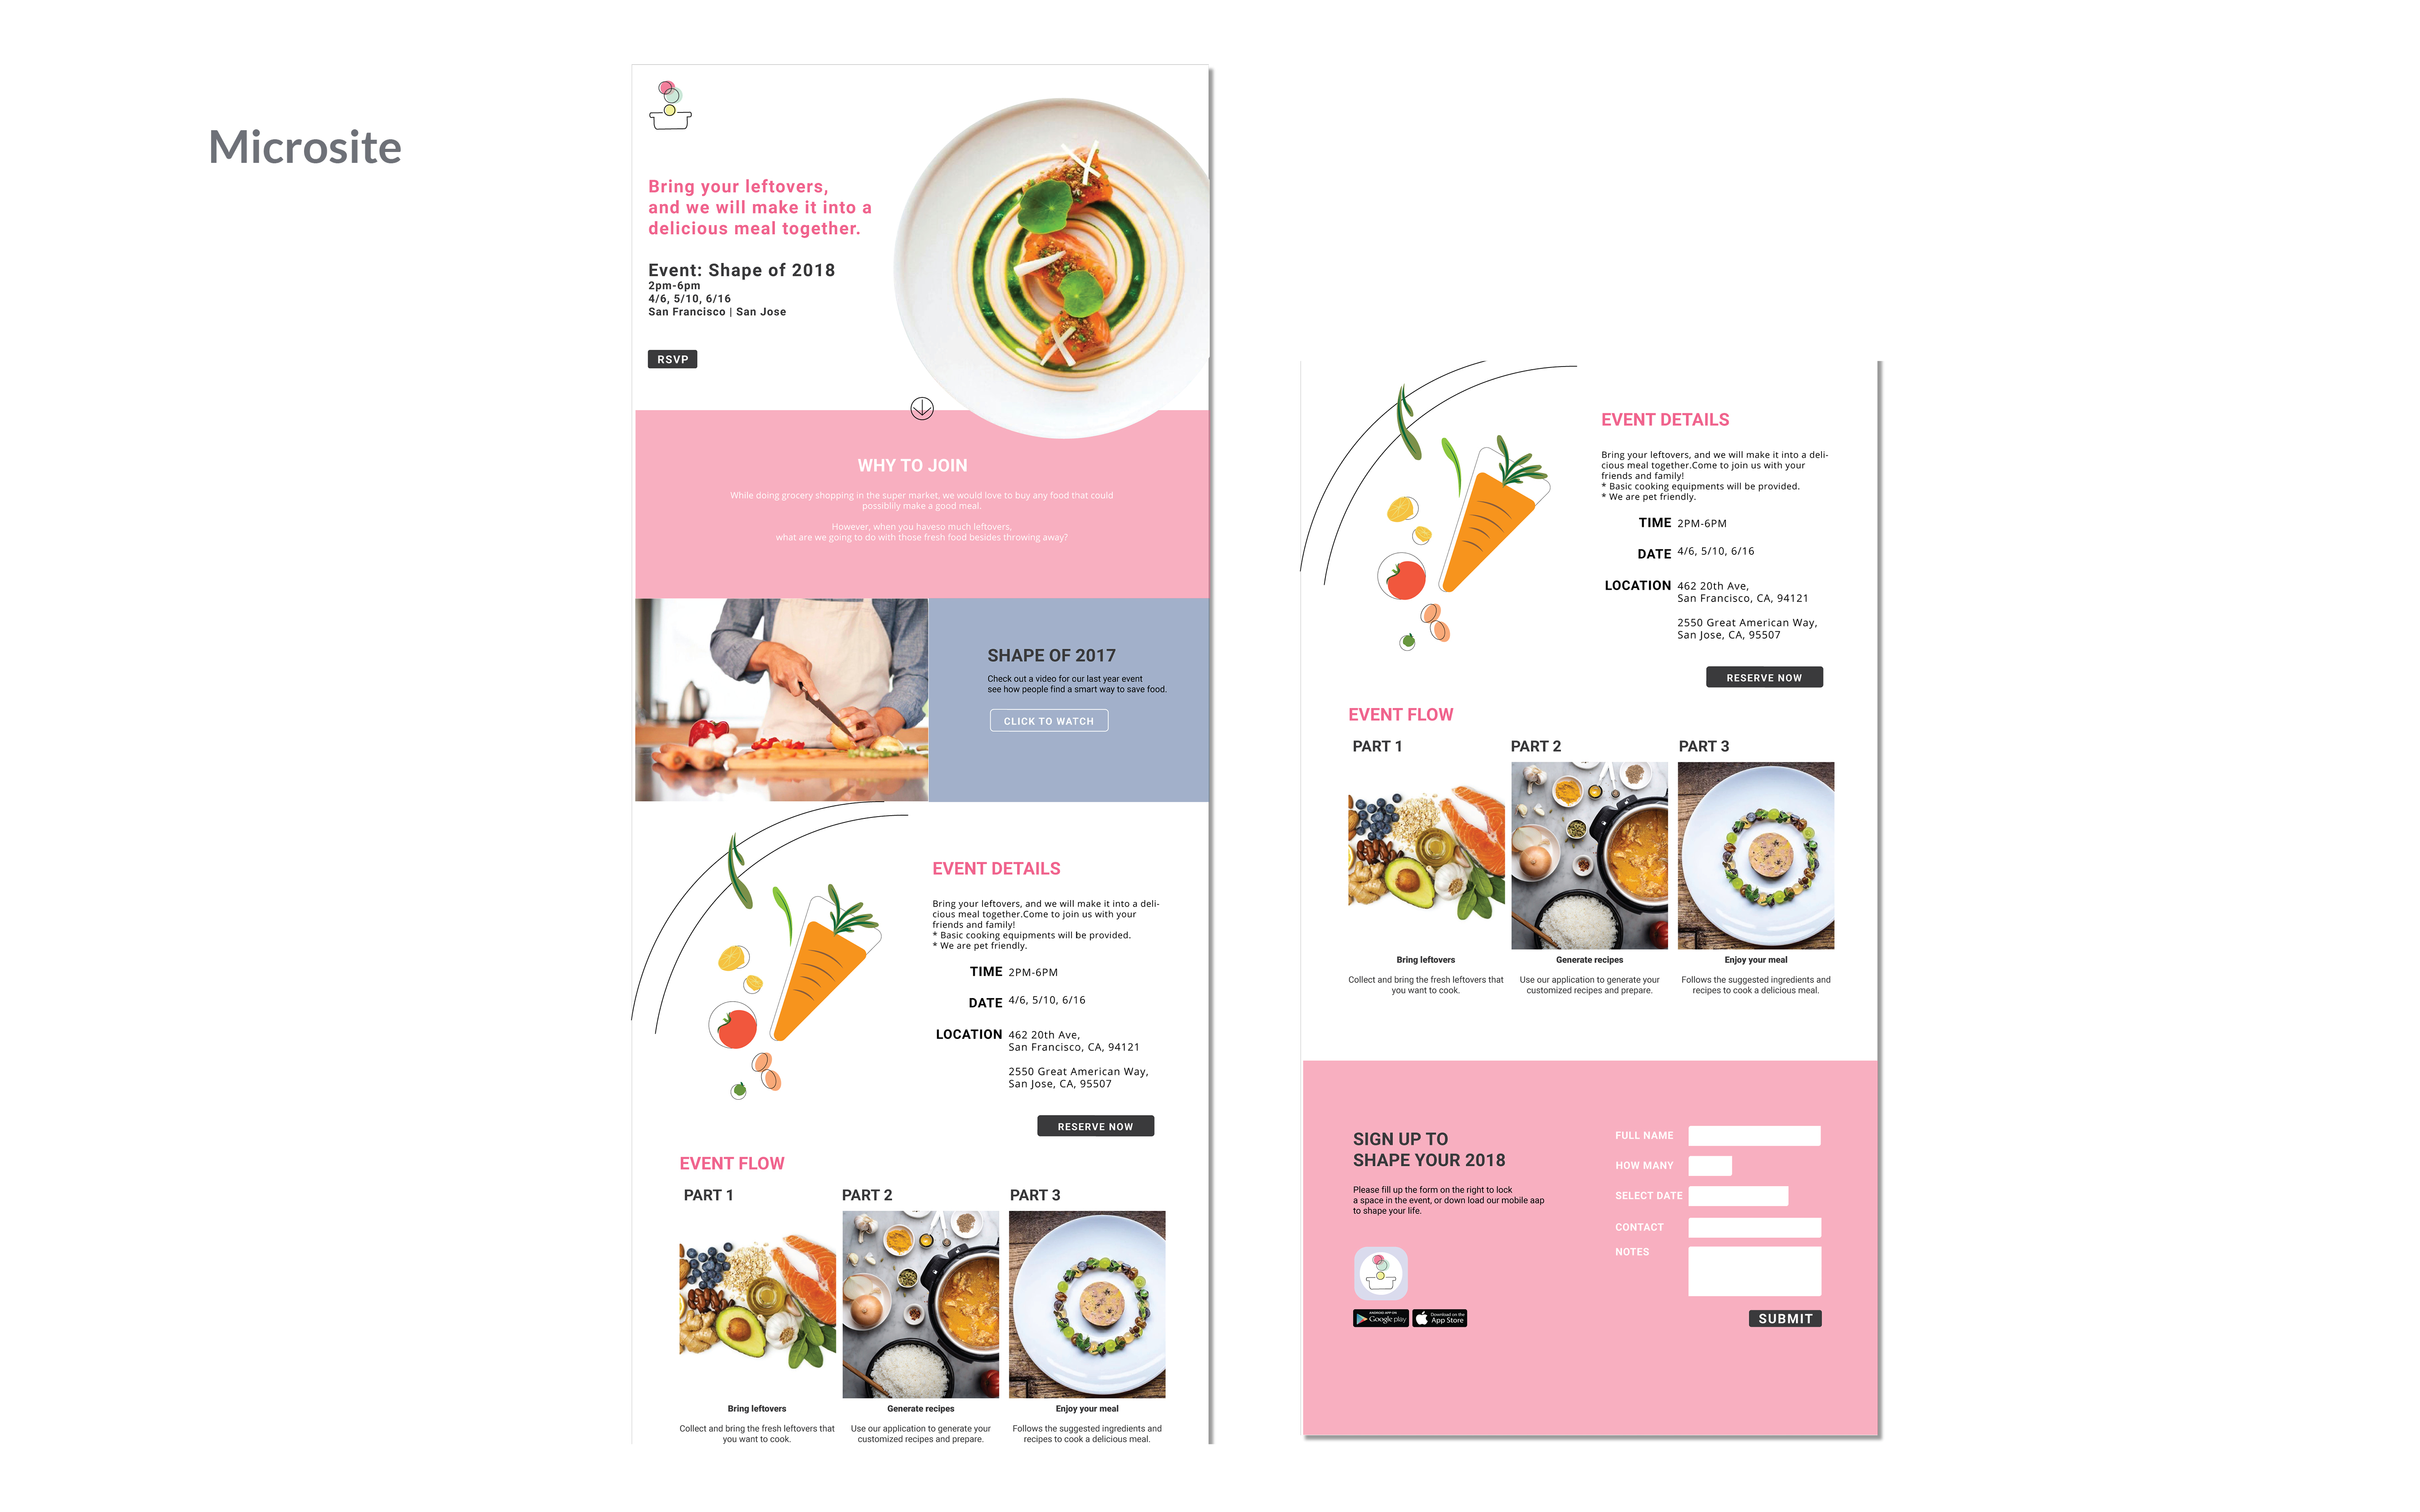 Microsite
Bring your leftovers,
and we will make it into a
delicious meal together.
Event: Shape of 2018
2pm-6pm
4/6, 5/10, 6/16
San Francisco | San Jose
RSVP
WHY TO JOIN
While doing grocery shopping in the super market, we would love to buy any food that could
possiblily make a good meal.
However, when you haveso much leftovers,
what are we going to do with those fresh food besides throwing away?
SHAPE OF 2017
Check out a video for our last year event
see how people find a smart way to save food.
CLICK TO WATCH
EVENT DETAILS
Bring your leftovers, and we will make it into a deli-
cious meal together.Come to join us with your
friends and family!
* Basic cooking equipments will be provided.
* We are pet friendly.
TIME 2PM-6PM
DATE 4/6, 5/10, 6/16
LOCATION 462 20th Ave,
San Francisco, CA, 94121
2550 Great American Way,
San Jose, CA, 95507
RESERVE NOW
EVENT FLOW
PART 1
PART 2
PART 3
Bring leftovers
Collect and bring the fresh leftovers that
you want to cook.
Generate recipes
Use our application to generate your
customized recipes and prepare.
Enjoy your meal
Follows the suggested ingredients and
recipes to cook a delicious meal.
EVENT DETAILS
Bring your leftovers, and we will make it into a deli-
cious meal together.Come to join us with your
friends and family!
* Basic cooking equipments will be provided.
* We are pet friendly.
TIME 2PM-6PM
DATE 4/6, 5/10, 6/16
LOCATION 462 20th Ave,
San Francisco, CA, 94121
2550 Great American Way,
San Jose, CA, 95507
RESERVE NOW
EVENT FLOW
PART 1
PART 2
PART 3
Bring leftovers
Collect and bring the fresh leftovers that
you want to cook.
Generate recipes
Use our application to generate your
customized recipes and prepare.
Enjoy your meal
Follows the suggested ingredients and
recipes to cook a delicious meal.
SIGN UP TO
SHAPE YOUR 2018
Please fill up the form on the right to lock
a space in the event, or down load our mobile aap
to shape your life.
ANDROID APP ON
Google play
Download on the
App Store
FULL NAME
HOW MANY
SELECT DATE
CONTACT
NOTES
SUBMIT